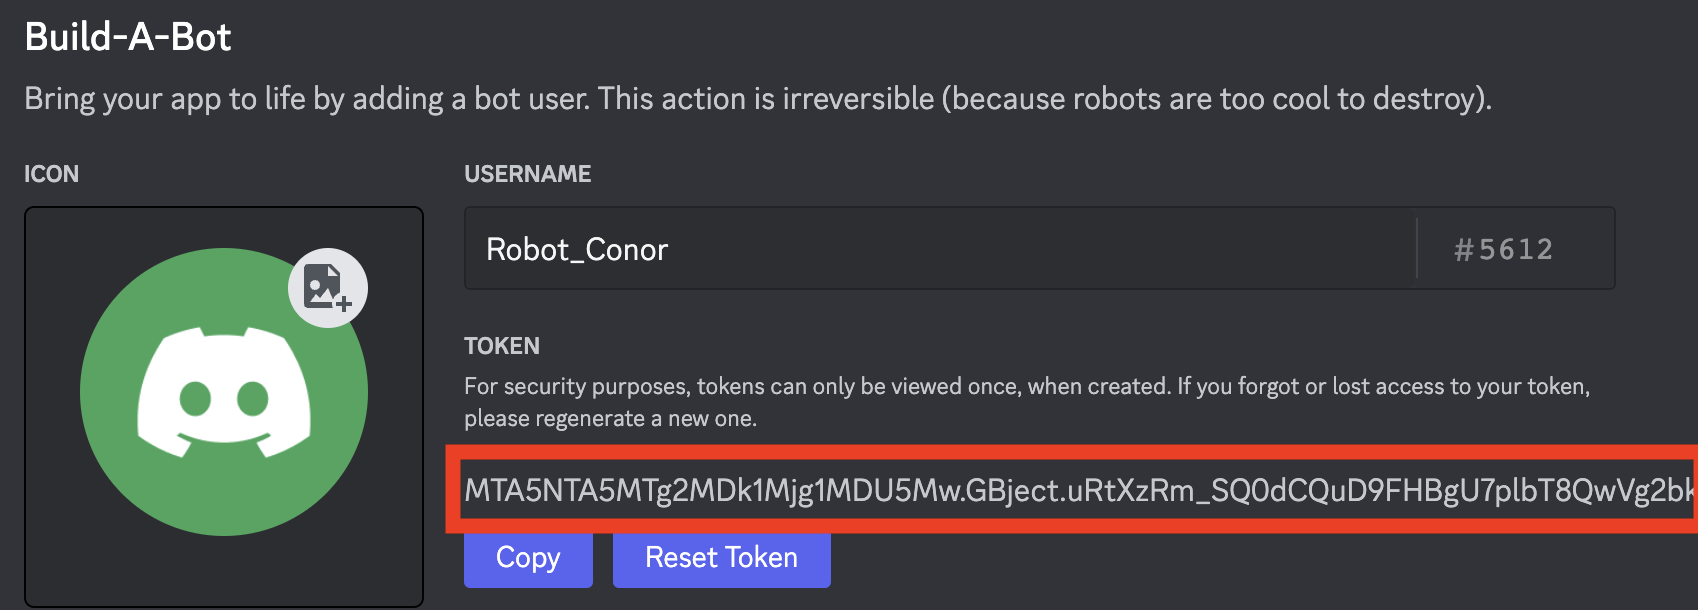 Build-A-Bot
Bring your app to life by adding a bot user. This action is irreversible (because robots are too cool to destroy).
ICON
USERNAME
Robot_Conor
#5612
TOKEN
For security purposes, tokens can only be viewed once, when created. If you forgot or lost access to your token,
please regenerate a new one.
MTA5NTA5MTg2MDk1Mjg1MDU5Mw.GBject.uRtXzRm_SQ0dCQuD9FHBgU7plbT8QwVg2bk
Copy
Reset Token